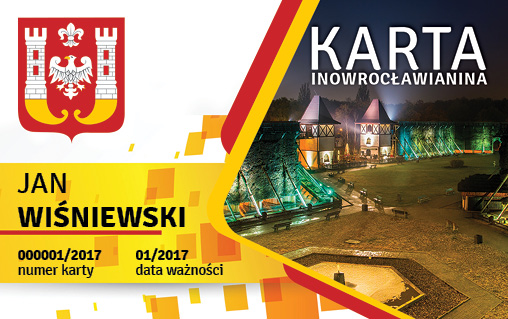 KARTA
INOWROCŁAWIANINA
JAN
WIŚNIEWSKI
000001/2017
numer karty
01/2017
data ważności